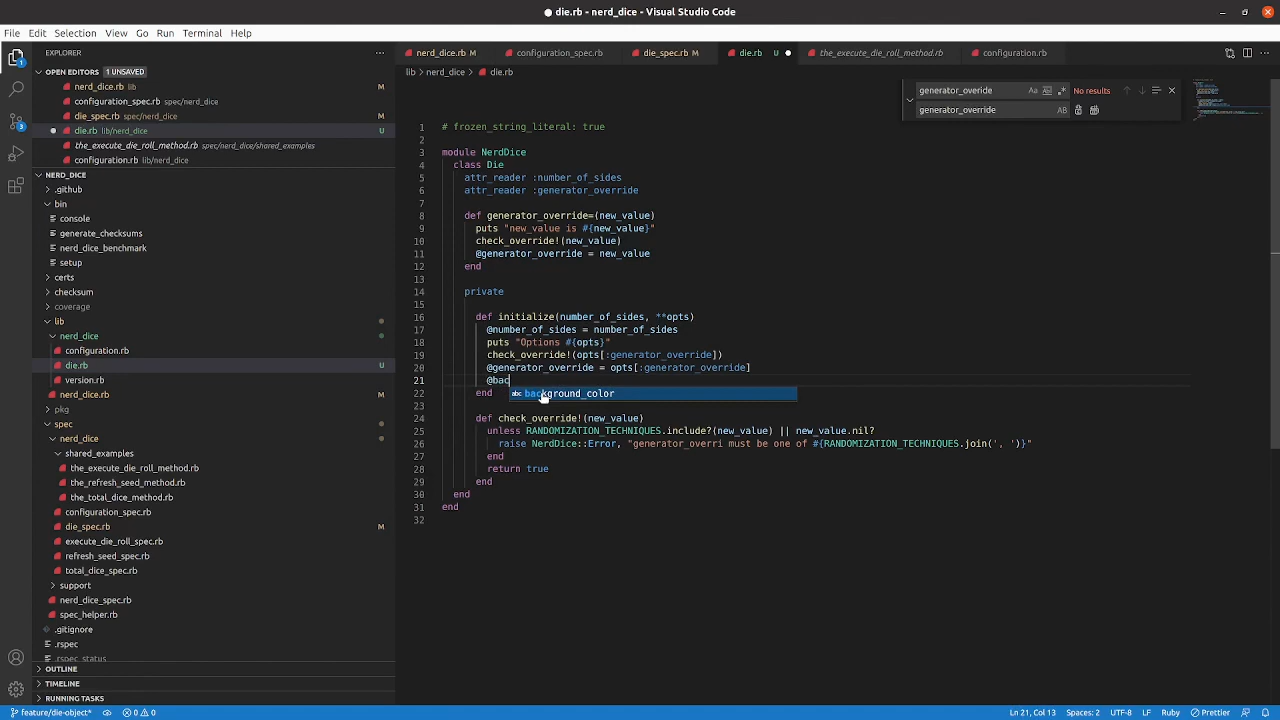 die.rb - nerd_dice - Visual Studio Code
File Edit Selection View Go Run Terminal Help
EXPLORER
OPEN EDITORS 1 UNSAVED
nerd_dice.rb lib M
configuration_spec.rb spec/nerd_dice
die_spec.rb spec/nerd_dice M
die.rb lib/nerd_dice U
the_execute_die_roll_method.rb spec/nerd_dice/shared_examples
configuration.rb lib/nerd_dice
NERD_DICE
.github
bin
console
generate_checksums
nerd_dice_benchmark
setup
certs
checksum
coverage
lib
nerd_dice
configuration.rb
die.rb U
version.rb
nerd_dice.rb M
pkg
spec
nerd_dice
shared_examples
the_execute_die_roll_method.rb
the_refresh_seed_method.rb
the_total_dice_method.rb
configuration_spec.rb
die_spec.rb M
execute_die_roll_spec.rb
refresh_seed_spec.rb
total_dice_spec.rb
support
nerd_dice_spec.rb
spec_helper.rb
.gitignore
.rspec
.rspec_status
OUTLINE
TIMELINE
RUNNING TASKS
nerd_dice.rb M configuration_spec.rb die_spec.rb M die.rb U the_execute_die_roll_method.rb configuration.rb
lib > nerd_dice > die.rb
generator_overide Aa No results
generator_override AB
1 # frozen_string_literal: true
2
3 module NerdDice
4 class Die
5 attr_reader :number_of_sides
6 attr_reader :generator_override
7
8 def generator_override=(new_value)
9 puts "new_value is #{new_value}"
10 check_override!(new_value)
11 @generator_override = new_value
12 end
13
14 private
15
16 def initialize(number_of_sides, **opts)
17 @number_of_sides = number_of_sides
18 puts "Options #{opts}"
19 check_override!(opts[:generator_override])
20 @generator_override = opts[:generator_override]
21 @bac
abc background_color
22 end
24 def check_override!(new_value)
25 unless RANDOMIZATION_TECHNIQUES.include?(new_value) || new_value.nil?
26 raise NerdDice::Error, "generator_overri must be one of #{RANDOMIZATION_TECHNIQUES.join(', ')}"
27 end
28 return true
29 end
30 end
31 end
32
feature/die-object* 0 0 Ln 21, Col 13 Spaces: 2 UTF-8 LF Ruby Prettier